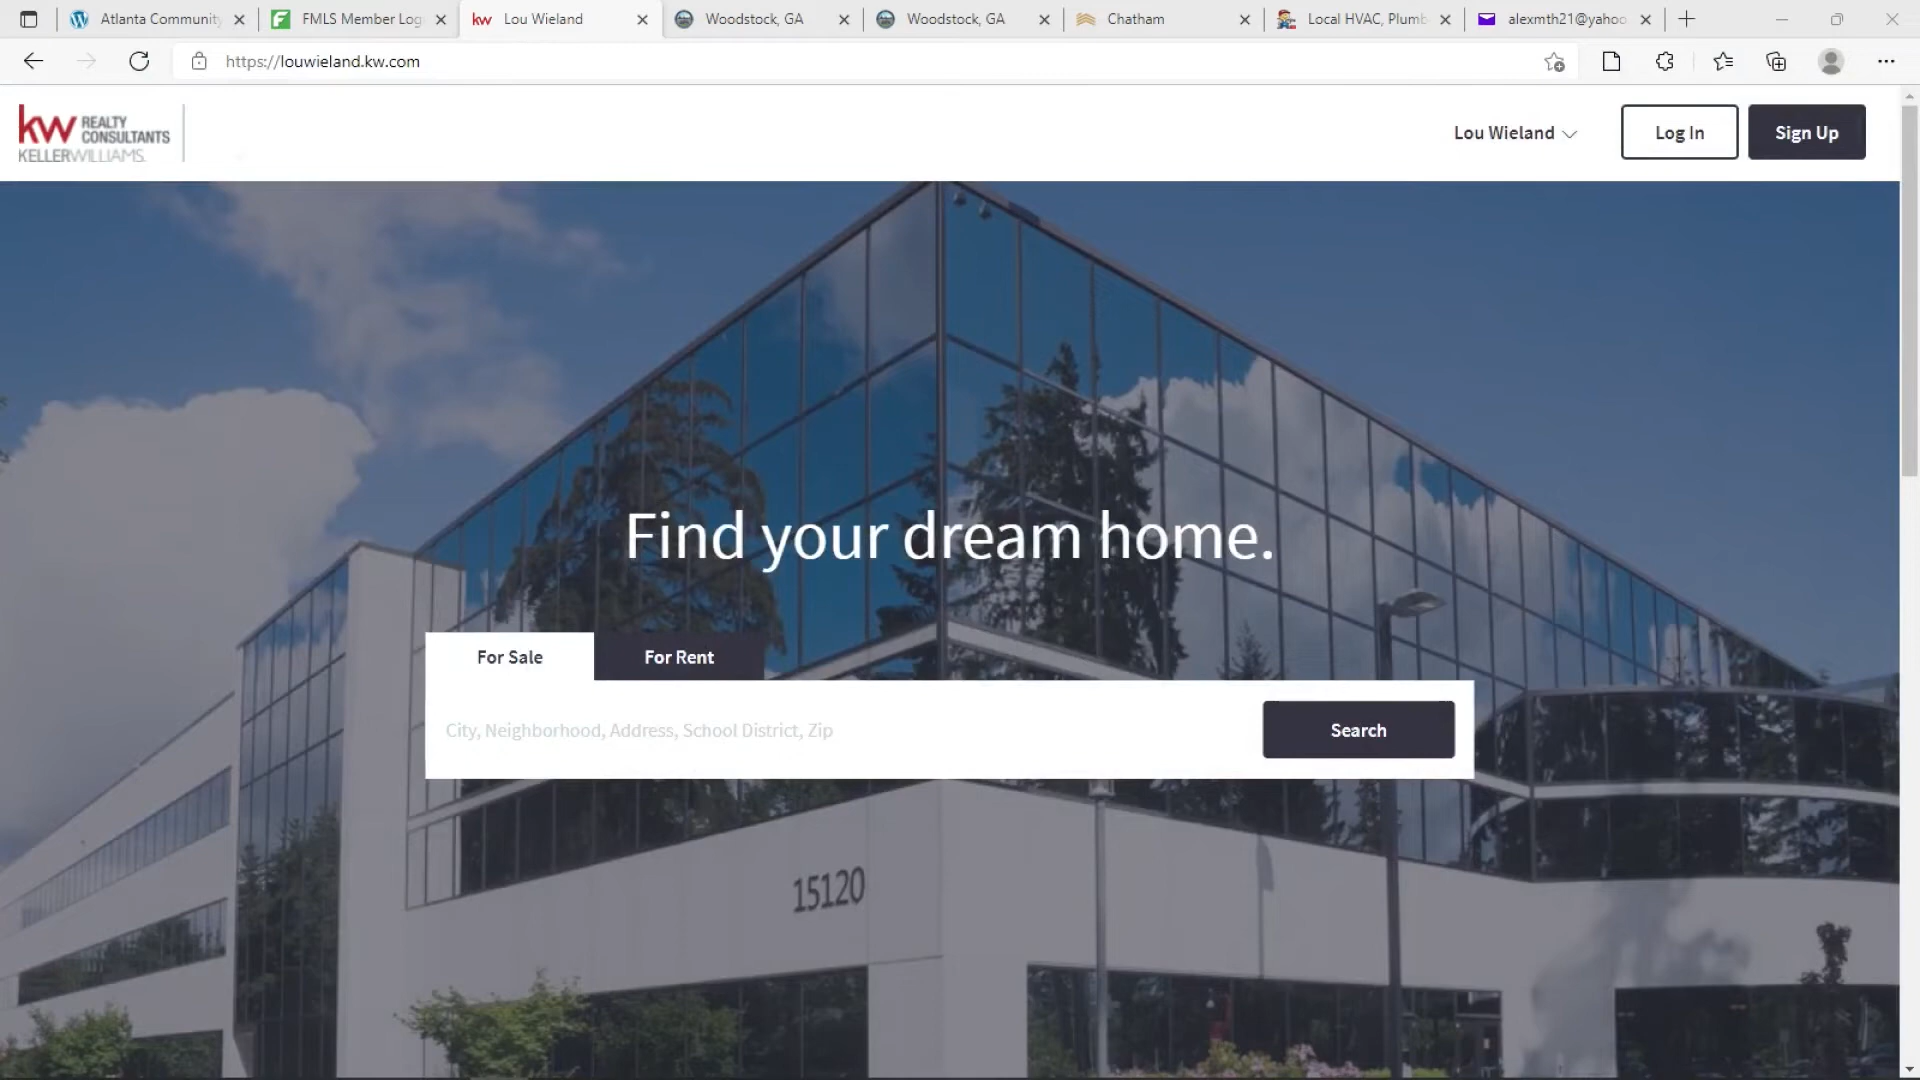 Atlanta Community
FMLS Member Log
kw Lou Wieland
Woodstock, GA
Woodstock, GA
Chatham
Local HVAC, Plumb
alexmth21@yahoo
https://louwieland.kw.com
kw REALTY
CONSULTANTS
KELLERWILLIAMS.
Lou Wieland
Log In
Sign Up
Find your dream home.
For Sale
For Rent
City, Neighborhood, Address, School District, Zip
Search
15120